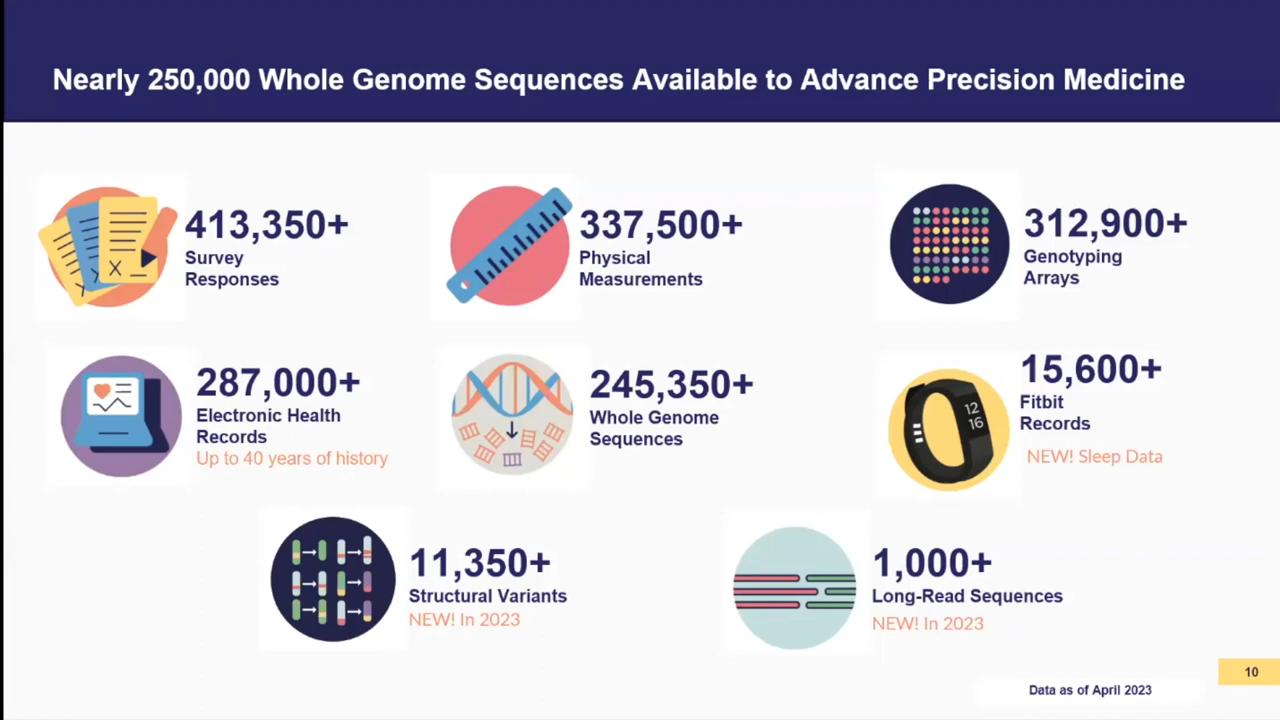 Nearly 250,000 Whole Genome Sequences Available to Advance Precision Medicine
413,350+
Survey
Responses
337,500+
Physical
Measurements
312,900+
Genotyping
Arrays
287,000+
Electronic Health
Records
Up to 40 years of history
245,350+
Whole Genome
Sequences
12
16
15,600+
Fitbit
Records
NEW! Sleep Data
11,350+
Structural Variants
NEW! In 2023
1,000+
Long-Read Sequences
NEW! In 2023
10
Data as of April 2023